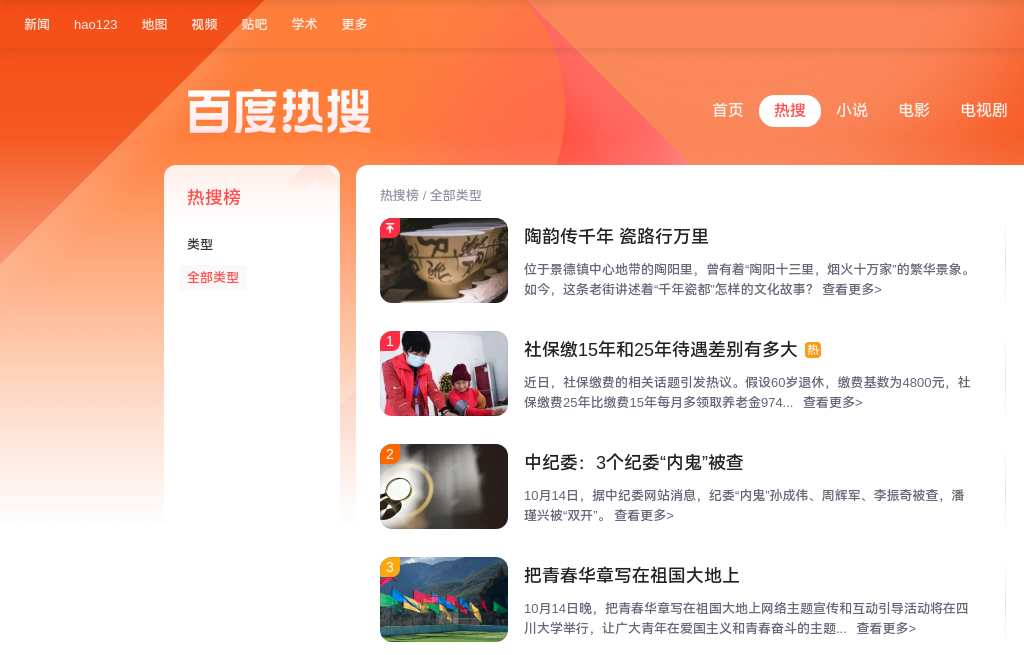 新闻 hao123 地图 视频 贴吧 学术 更多
百度热搜
首页 热搜 小说 电影 电视剧
热搜榜
类型
全部类型
热搜榜 / 全部类型
陶韵传千年 瓷路行万里
位于景德镇中心地带的陶阳里，曾有着“陶阳十三里，烟火十万家”的繁华景象。
如今，这条老街讲述着“千年瓷都”怎样的文化故事？ 查看更多>
1
社保缴15年和25年待遇差别有多大 热
近日，社保缴费的相关话题引发热议。假设60岁退休，缴费基数为4800元，社
保缴费25年比缴费15年每月多领取养老金974... 查看更多>
2
中纪委：3个纪委“内鬼”被查
10月14日，据中纪委网站消息，纪委“内鬼”孙成伟、周辉军、李振奇被查，潘
瑾兴被“双开”。 查看更多>
3
把青春华章写在祖国大地上
10月14日晚，把青春华章写在祖国大地上网络主题宣传和互动引导活动将在四
川大学举行，让广大青年在爱国主义和青春奋斗的主题... 查看更多>